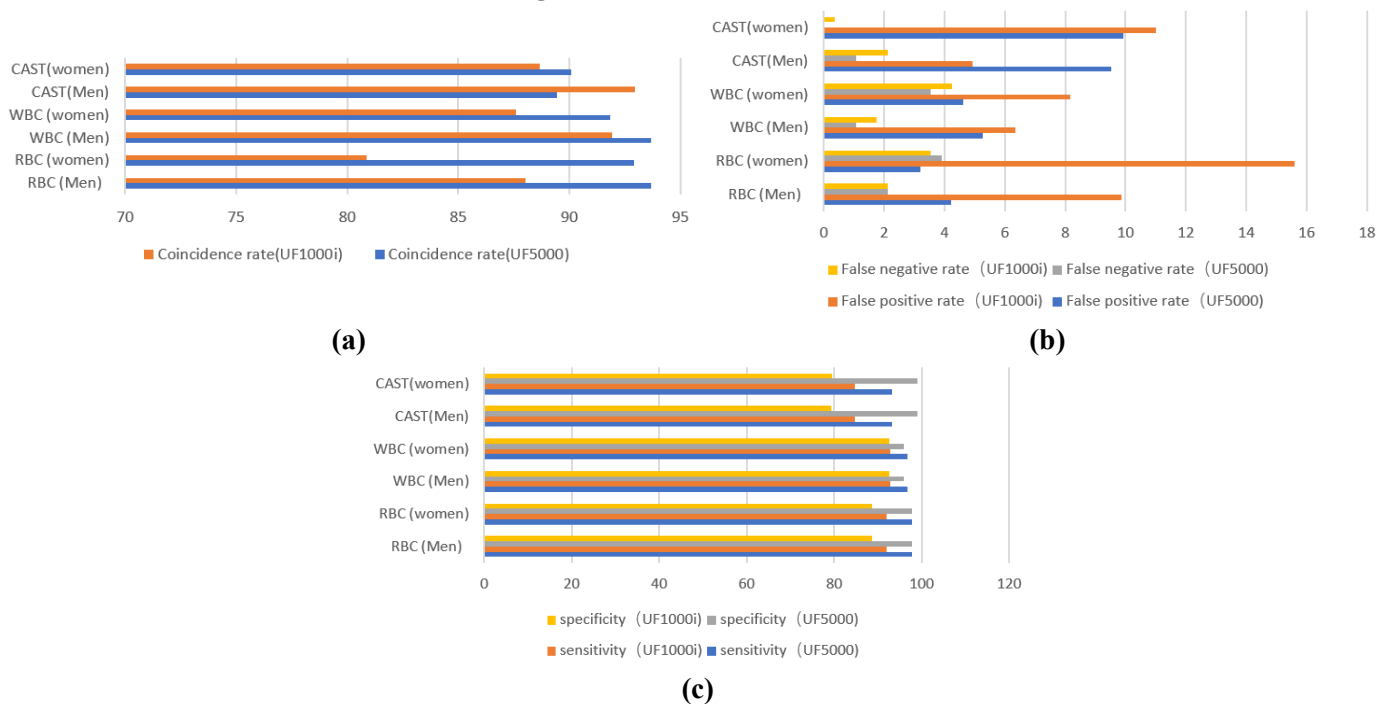 CAST(women)
CAST(Men)
WBC (women)
WBC (Men)
RBC (women)
RBC (Men)
70 75 80 85 90 95
Coincidence rate(UF1000i) Coincidence rate(UF5000)
(a)
CAST(women)
CAST(Men)
WBC (women)
WBC (Men)
RBC (women)
RBC (Men)
0 2 4 6 8 10 12 14 16 18
False negative rate （UF1000i) False negative rate （UF5000)
False positive rate （UF1000i) False positive rate （UF5000)
(b)
CAST(women)
CAST(Men)
WBC (women)
WBC (Men)
RBC (women)
RBC (Men)
0 20 40 60 80 100 120
specificity （UF1000i) specificity （UF5000)
sensitivity （UF1000i) sensitivity （UF5000)
(c)